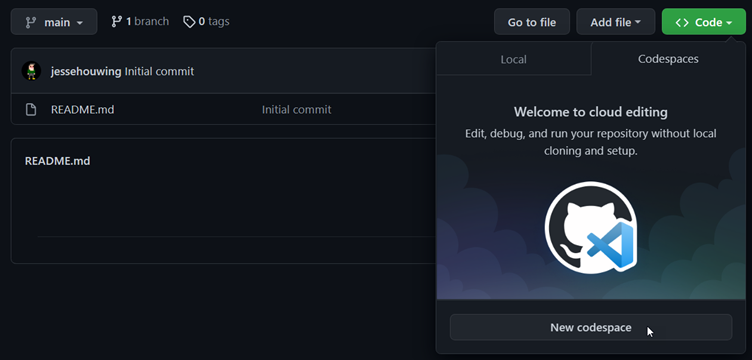 main
1 branch
0 tags
Go to file
Add file
Code
jessehouwing Initial commit
README.md Initial commit
README.md
Local
Codespaces
Welcome to cloud editing
Edit, debug, and run your repository without local
cloning and setup.
New codespace